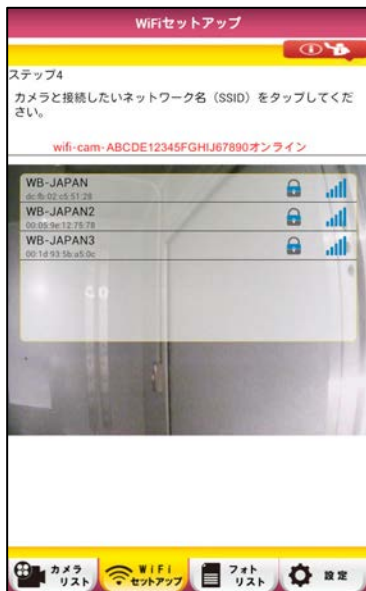 WiFiセットアップ
ステップ4
カメラと接続したいネットワーク名（SSID）をタップしてくだ
さい。
wifi-cam-ABCDE12345FGHIJ67890オンライン
WB-JAPAN
dc:fb:02:c5:51:28
WB-JAPAN2
00:05:9e:12:75:78
WB-JAPAN3
00:1d:93:5b:a5:0c
カメラ
リスト
WiFi
セットアップ
フォト
リスト
設定